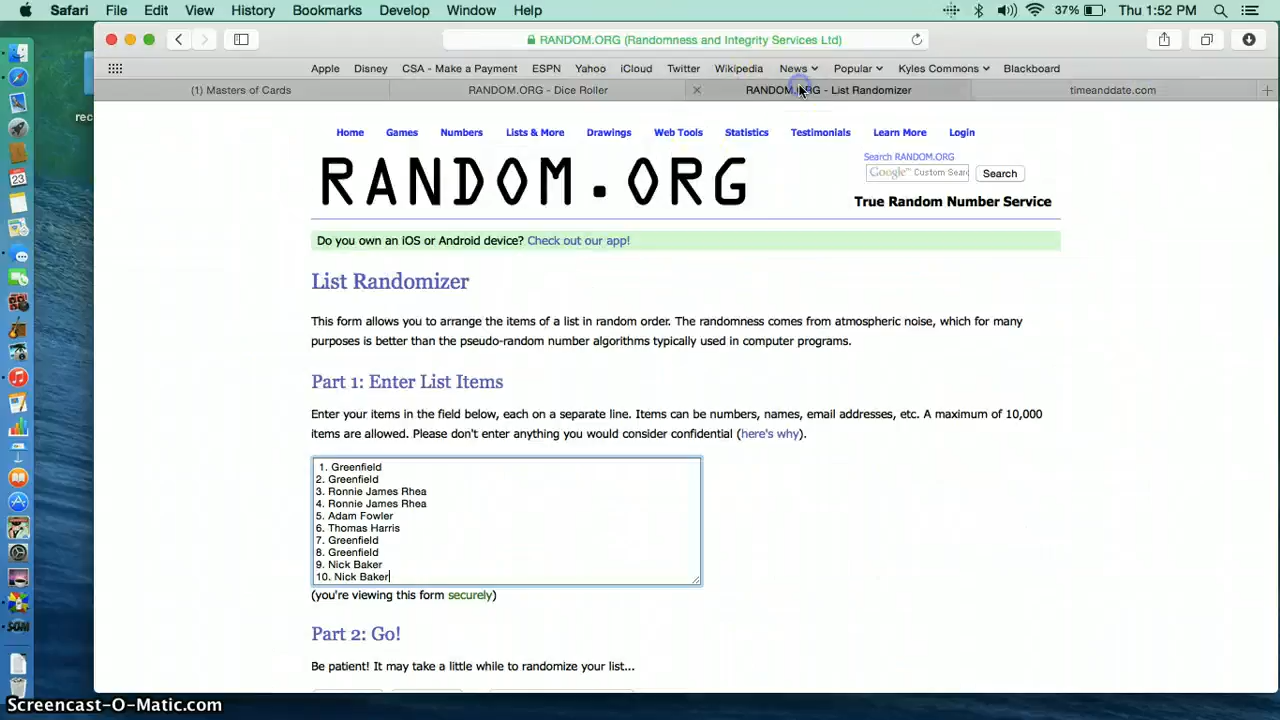 Safari File Edit View History Bookmarks Develop Window Help 37% Thu 1:52 PM
RANDOM.ORG (Randomness and Integrity Services Ltd)
Apple Disney CSA - Make a Payment ESPN Yahoo iCloud Twitter Wikipedia News Popular Kyles Commons Blackboard
(1) Masters of Cards RANDOM.ORG - Dice Roller RANDOM.ORG - List Randomizer timeanddate.com
rec
Home Games Numbers Lists & More Drawings Web Tools Statistics Testimonials Learn More Login
Search RANDOM.ORG
RANDOM.ORG
Google™ Custom Sear Search
True Random Number Service
Do you own an iOS or Android device? Check out our app!
List Randomizer
This form allows you to arrange the items of a list in random order. The randomness comes from atmospheric noise, which for many
purposes is better than the pseudo-random number algorithms typically used in computer programs.
Part 1: Enter List Items
Enter your items in the field below, each on a separate line. Items can be numbers, names, email addresses, etc. A maximum of 10,000
items are allowed. Please don't enter anything you would consider confidential (here's why).
1. Greenfield
2. Greenfield
3. Ronnie James Rhea
4. Ronnie James Rhea
5. Adam Fowler
6. Thomas Harris
7. Greenfield
8. Greenfield
9. Nick Baker
10. Nick Baker
(you're viewing this form securely)
Part 2: Go!
Be patient! It may take a little while to randomize your list...
Screencast-O-Matic.com